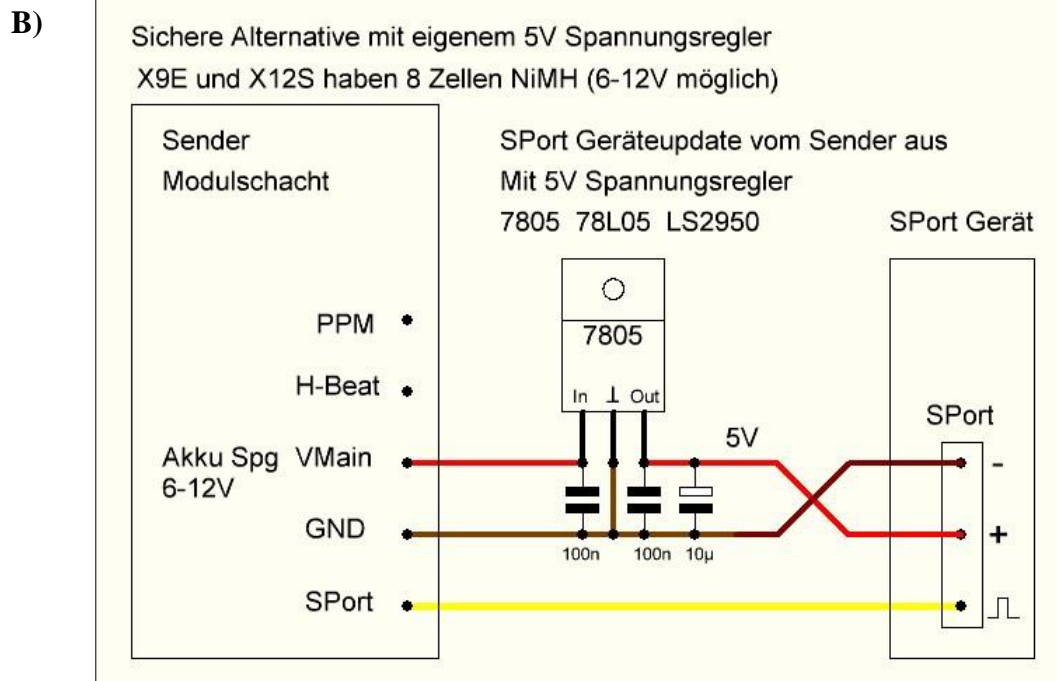 B)
Sichere Alternative mit eigenem 5V Spannungsregler
X9E und X12S haben 8 Zellen NiMH (6-12V möglich)
Sender
Modulschacht
SPort Geräteupdate vom Sender aus
Mit 5V Spannungsregler
7805 78L05 LS2950
SPort Gerät
PPM
7805
H-Beat
In ⊥ Out
SPort
Akku Spg VMain
6-12V
5V
-
GND
+
100n
100n
10µ
SPort